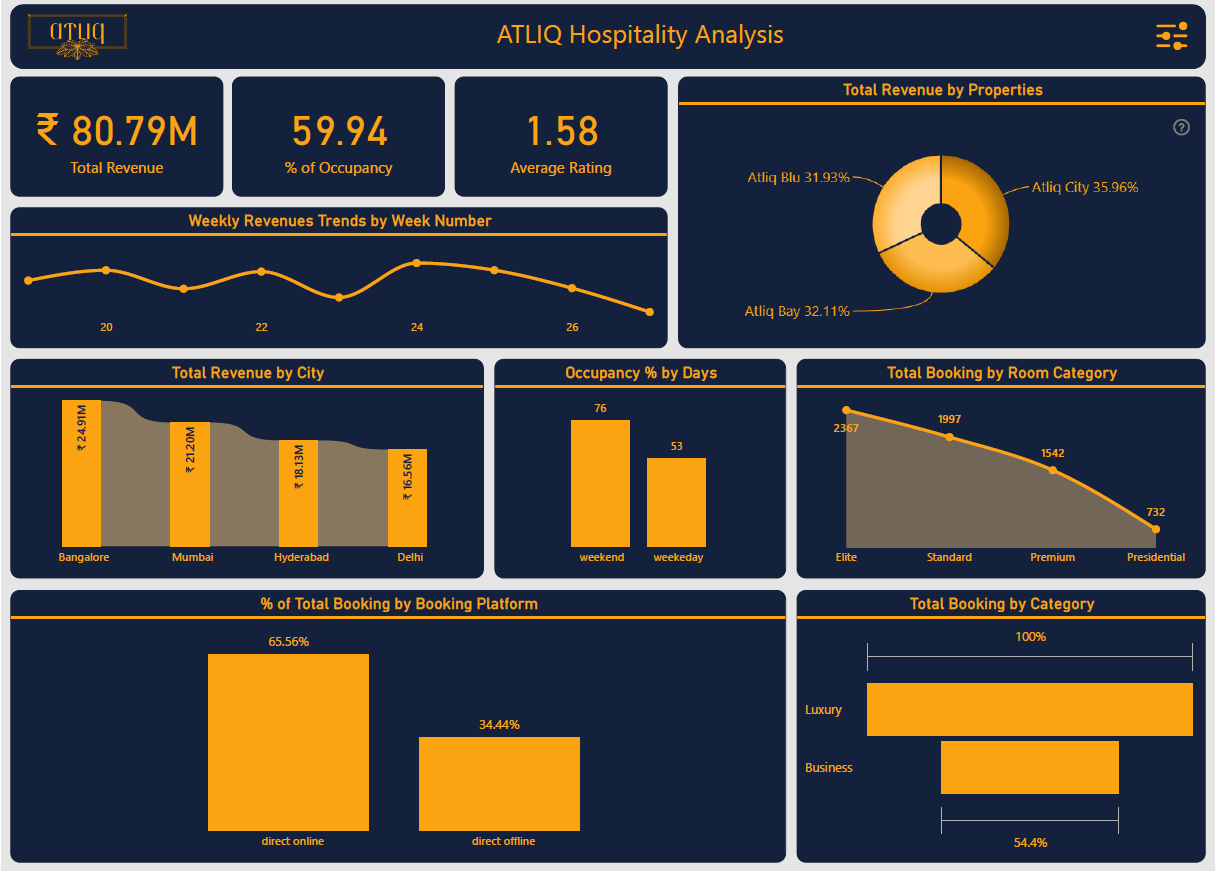 atliq
ATLIQ Hospitality Analysis
₹ 80.79M
Total Revenue
59.94
% of Occupancy
1.58
Average Rating
Total Revenue by Properties
?
Atliq Blu 31.93%
Atliq City 35.96%
Atliq Bay 32.11%
Weekly Revenues Trends by Week Number
20
22
24
26
Total Revenue by City
₹ 24.91M
₹ 21.20M
₹ 18.13M
₹ 16.56M
Bangalore
Mumbai
Hyderabad
Delhi
Occupancy % by Days
76
53
weekend
weekeday
Total Booking by Room Category
2367
1997
1542
732
Elite
Standard
Premium
Presidential
% of Total Booking by Booking Platform
65.56%
34.44%
direct online
direct offline
Total Booking by Category
100%
Luxury
Business
54.4%